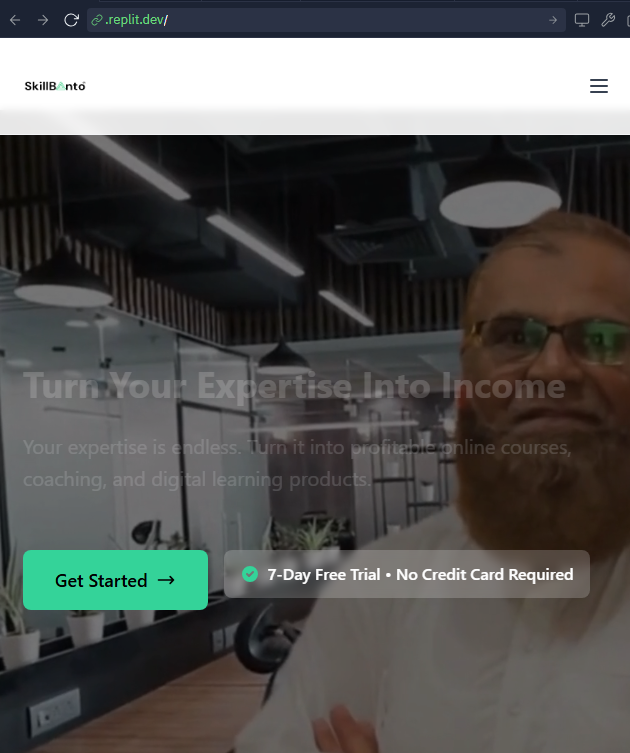 .replit.dev/
SkillBanto
Turn Your Expertise Into Income
Your expertise is endless. Turn it into profitable online courses,
coaching, and digital learning products.
Get Started →
7-Day Free Trial • No Credit Card Required